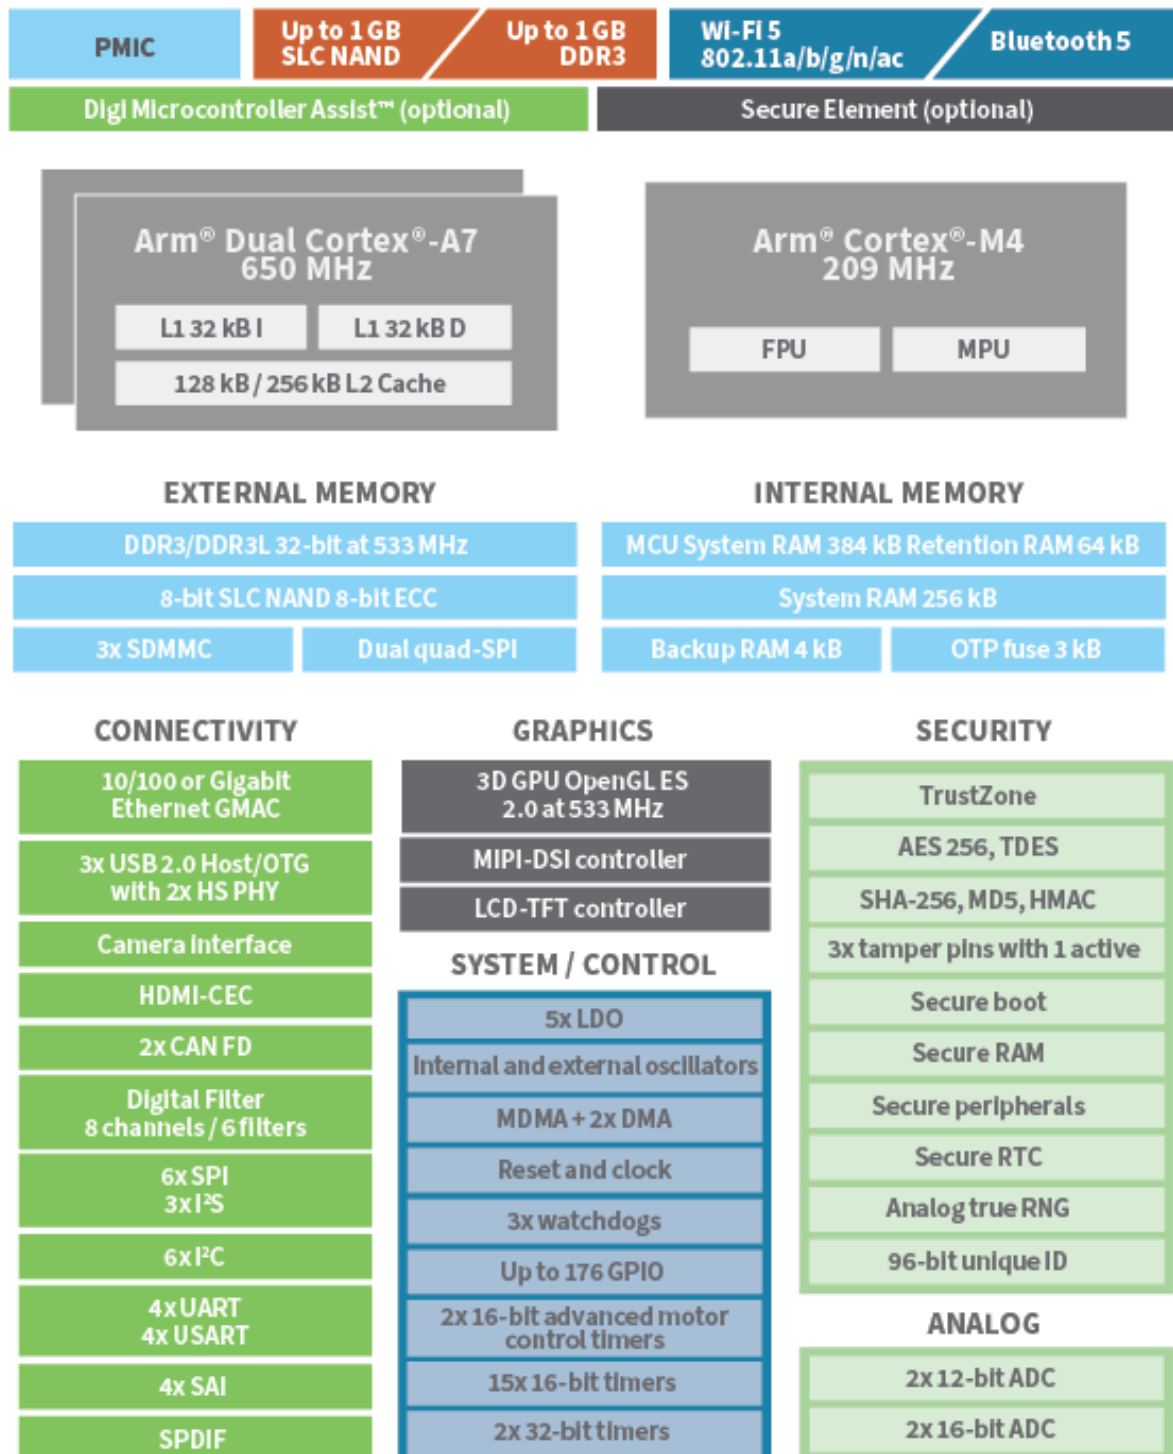 PMIC
Up to 1 GB
SLC NAND
Up to 1 GB
DDR3
Wi-Fi 5
802.11a/b/g/n/ac
Bluetooth 5
Digi Microcontroller Assist™ (optional)
Secure Element (optional)
Arm® Dual Cortex®-A7
650 MHz
L1 32 kB I
L1 32 kB D
128 kB / 256 kB L2 Cache
Arm® Cortex®-M4
209 MHz
FPU
MPU
EXTERNAL MEMORY
DDR3/DDR3L 32-bit at 533 MHz
8-bit SLC NAND 8-bit ECC
3x SDMMC
Dual quad-SPI
INTERNAL MEMORY
MCU System RAM 384 kB Retention RAM 64 kB
System RAM 256 kB
Backup RAM 4 kB
OTP fuse 3 kB
CONNECTIVITY
10/100 or Gigabit
Ethernet GMAC
3x USB 2.0 Host/OTG
with 2x HS PHY
Camera interface
HDMI-CEC
2x CAN FD
Digital Filter
8 channels / 6 filters
6x SPI
3x I²S
6x I²C
4x UART
4x USART
4x SAI
SPDIF
GRAPHICS
3D GPU OpenGL ES
2.0 at 533 MHz
MIPI-DSI controller
LCD-TFT controller
SYSTEM / CONTROL
5x LDO
Internal and external oscillators
MDMA + 2x DMA
Reset and clock
3x watchdogs
Up to 176 GPIO
2x 16-bit advanced motor
control timers
15x 16-bit timers
2x 32-bit timers
SECURITY
TrustZone
AES 256, TDES
SHA-256, MD5, HMAC
3x tamper pins with 1 active
Secure boot
Secure RAM
Secure peripherals
Secure RTC
Analog true RNG
96-bit unique ID
ANALOG
2x 12-bit ADC
2x 16-bit ADC